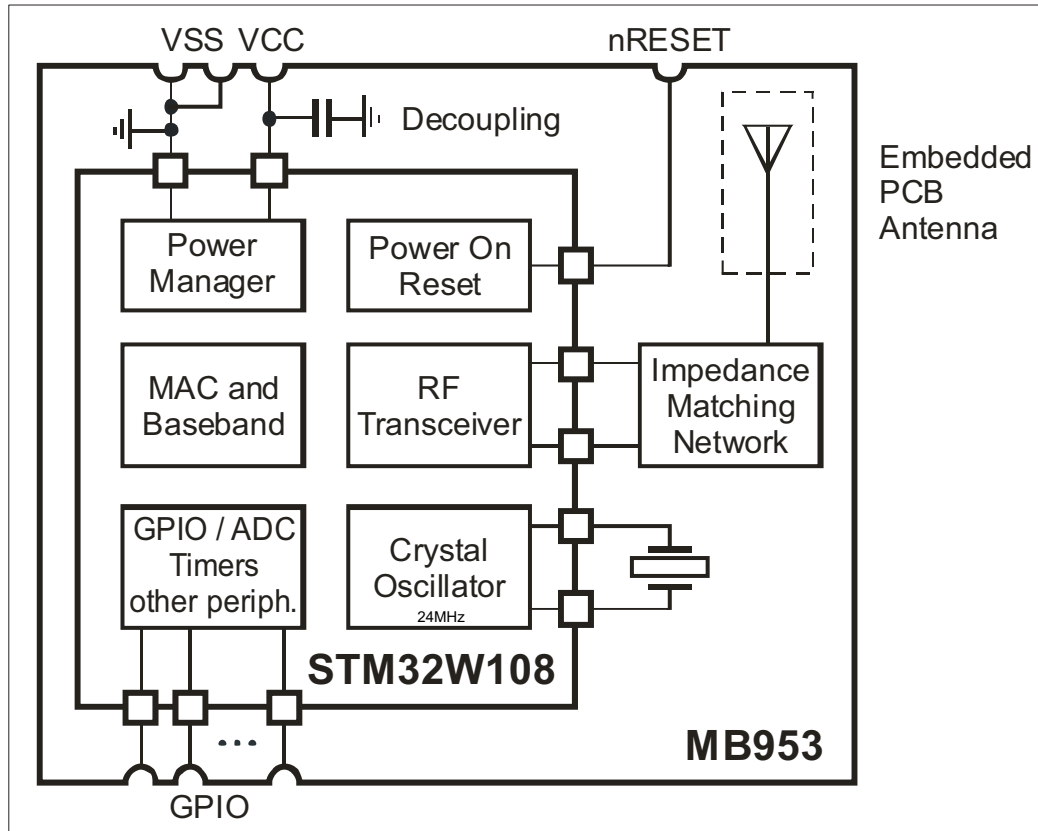 VSS VCC
nRESET
Decoupling
Embedded
PCB
Antenna
Power
Manager
Power On
Reset
MAC and
Baseband
RF
Transceiver
Impedance
Matching
Network
GPIO / ADC
Timers
other periph.
Crystal
Oscillator
24MHz
STM32W108
...
MB953
GPIO